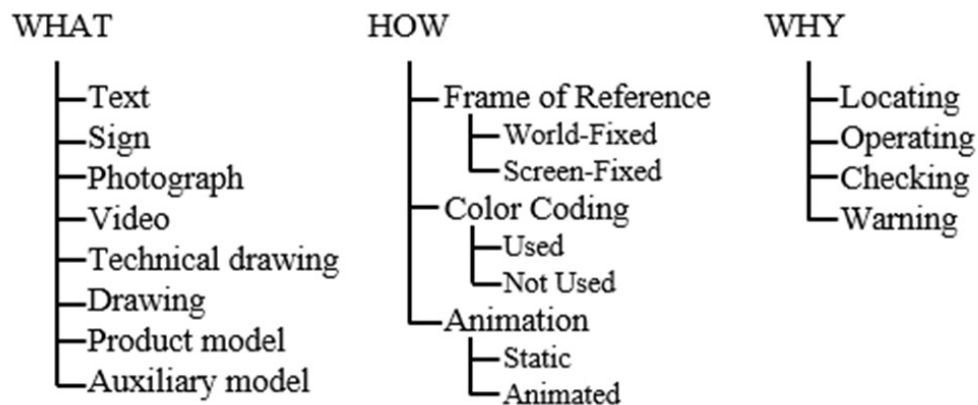 WHAT
Text
Sign
Photograph
Video
Technical drawing
Drawing
Product model
Auxiliary model
HOW
Frame of Reference
World-Fixed
Screen-Fixed
Color Coding
Used
Not Used
Animation
Static
Animated
WHY
Locating
Operating
Checking
Warning